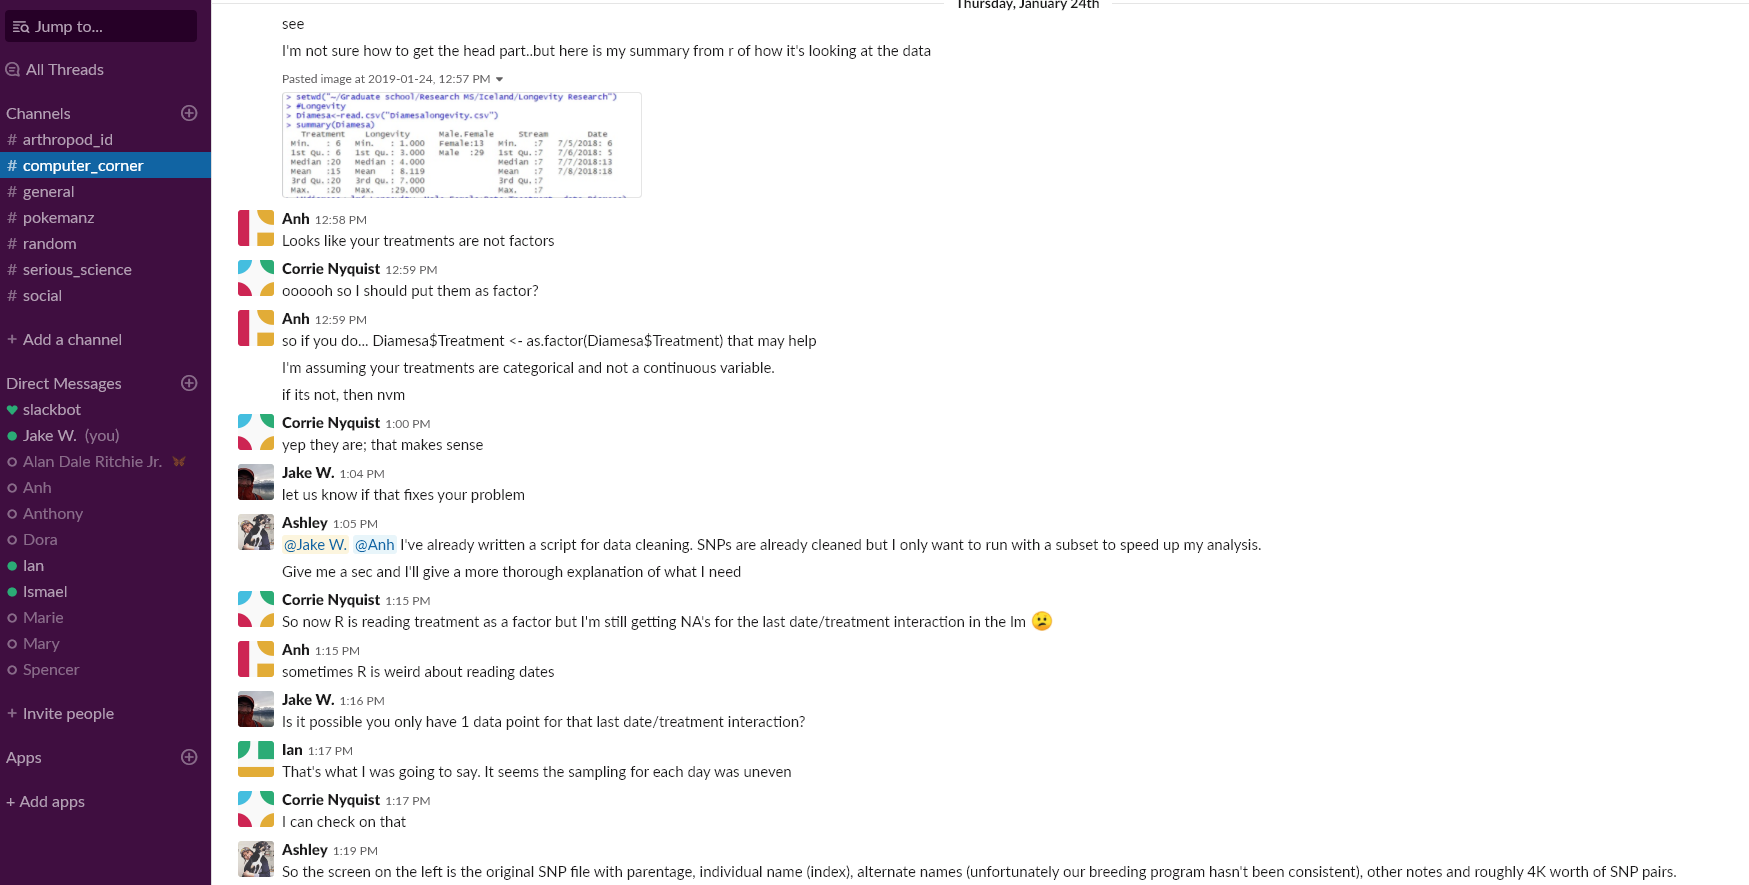 Jump to...
All Threads
Channels
# arthropod_id
# computer_corner
# general
# pokemanz
# random
# serious_science
# social
+ Add a channel
Direct Messages
slackbot
Jake W. (you)
Alan Dale Ritchie Jr.
Anh
Anthony
Dora
Ian
Ismael
Marie
Mary
Spencer
+ Invite people
Apps
+ Add apps
Thursday, January 24th
see
I'm not sure how to get the head part..but here is my summary from r of how it's looking at the data
Pasted image at 2019-01-24, 12:57 PM
> setwd("~/Graduate school/Research MS/Iceland/Longevity Research")
> #Longevity
> Diamesa<-read.csv("Diamesalongevity.csv")
> summary(Diamesa)
Treatment Longevity Male.Female Stream Date
Min. : 6 Min. : 1.000 Female:13 Min. :7 7/5/2018: 6
1st Qu.: 6 1st Qu.: 3.000 Male :29 1st Qu.:7 7/6/2018: 5
Median :20 Median : 4.000 Median :7 7/7/2018:13
Mean :15 Mean : 8.119 Mean :7 7/8/2018:18
3rd Qu.:20 3rd Qu.: 7.000 3rd Qu.:7
Max. :20 Max. :29.000 Max. :7
Anh 12:58 PM
Looks like your treatments are not factors
Corrie Nyquist 12:59 PM
oooooh so I should put them as factor?
Anh 12:59 PM
so if you do... Diamesa$Treatment <- as.factor(Diamesa$Treatment) that may help
I'm assuming your treatments are categorical and not a continuous variable.
if its not, then nvm
Corrie Nyquist 1:00 PM
yep they are; that makes sense
Jake W. 1:04 PM
let us know if that fixes your problem
Ashley 1:05 PM
@Jake W. @Anh I've already written a script for data cleaning. SNPs are already cleaned but I only want to run with a subset to speed up my analysis.
Give me a sec and I'll give a more thorough explanation of what I need
Corrie Nyquist 1:15 PM
So now R is reading treatment as a factor but I'm still getting NA's for the last date/treatment interaction in the lm
Anh 1:15 PM
sometimes R is weird about reading dates
Jake W. 1:16 PM
Is it possible you only have 1 data point for that last date/treatment interaction?
Ian 1:17 PM
That's what I was going to say. It seems the sampling for each day was uneven
Corrie Nyquist 1:17 PM
I can check on that
Ashley 1:19 PM
So the screen on the left is the original SNP file with parentage, individual name (index), alternate names (unfortunately our breeding program hasn't been consistent), other notes and roughly 4K worth of SNP pairs.